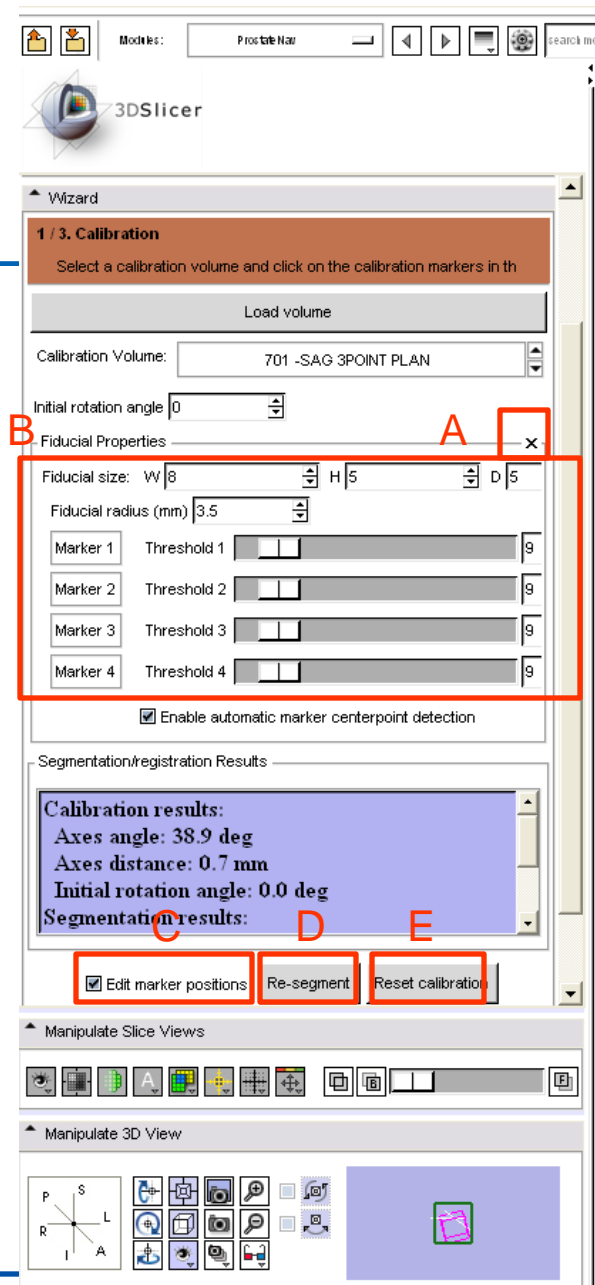 Modules: Prostate Nav search mo
3DSlicer
Wizard
1 / 3. Calibration
Select a calibration volume and click on the calibration markers in th
Load volume
Calibration Volume: 701 -SAG 3POINT PLAN
Initial rotation angle 0
B Fiducial Properties A x
Fiducial size: W 8 H 5 D 5
Fiducial radius (mm) 3.5
Marker 1 Threshold 1 9
Marker 2 Threshold 2 9
Marker 3 Threshold 3 9
Marker 4 Threshold 4 9
Enable automatic marker centerpoint detection
Segmentation/registration Results
Calibration results:
Axes angle: 38.9 deg
Axes distance: 0.7 mm
Initial rotation angle: 0.0 deg
Segmentation results:
C D E
Edit marker positions Re-segment Reset calibration
Manipulate Slice Views
A B F
Manipulate 3D View
P S
R L
I A